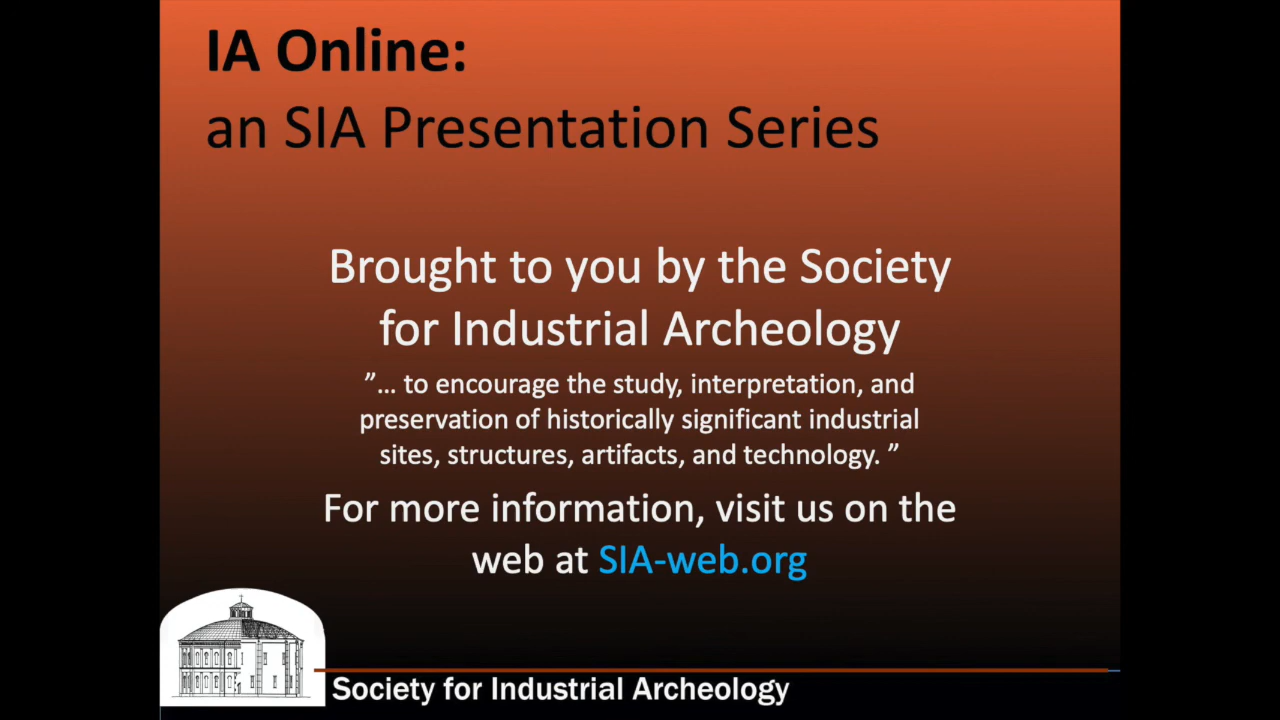 IA Online:
an SIA Presentation Series
Brought to you by the Society
for Industrial Archeology
”... to encourage the study, interpretation, and
preservation of historically significant industrial
sites, structures, artifacts, and technology. ”
For more information, visit us on the
web at SIA-web.org
Society for Industrial Archeology